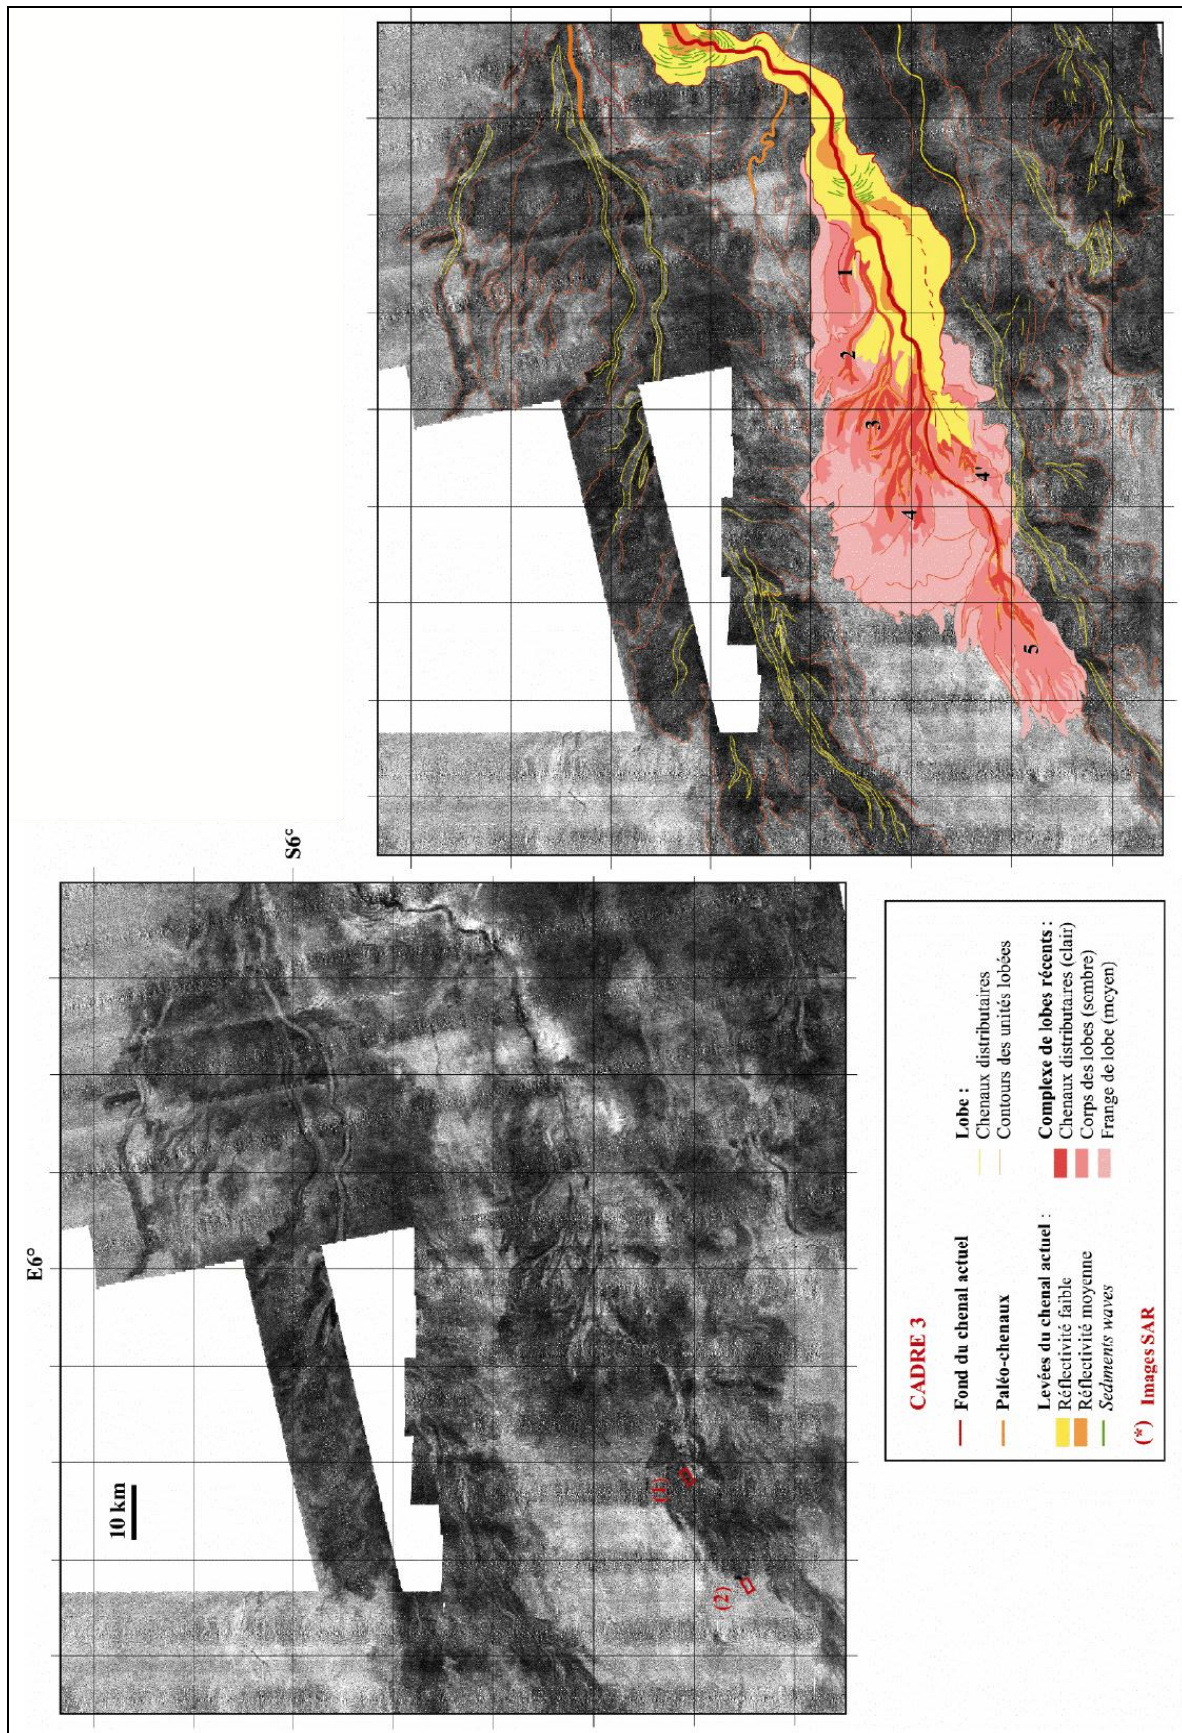 E6°
S6°
10 km
(1)
(2)
1
2
3
4
4'
5
CADRE 3
Fond du chenal actuel
Paléo-chenaux
Levées du chenal actuel :
Réflectivité faible
Réflectivité moyenne
Sediments waves
(*) Images SAR
Lobe :
Chenaux distributaires
Contours des unités lobées
Complexe de lobes récents :
Chenaux distributaires (clair)
Corps des lobes (sombre)
Frange de lobe (moyen)